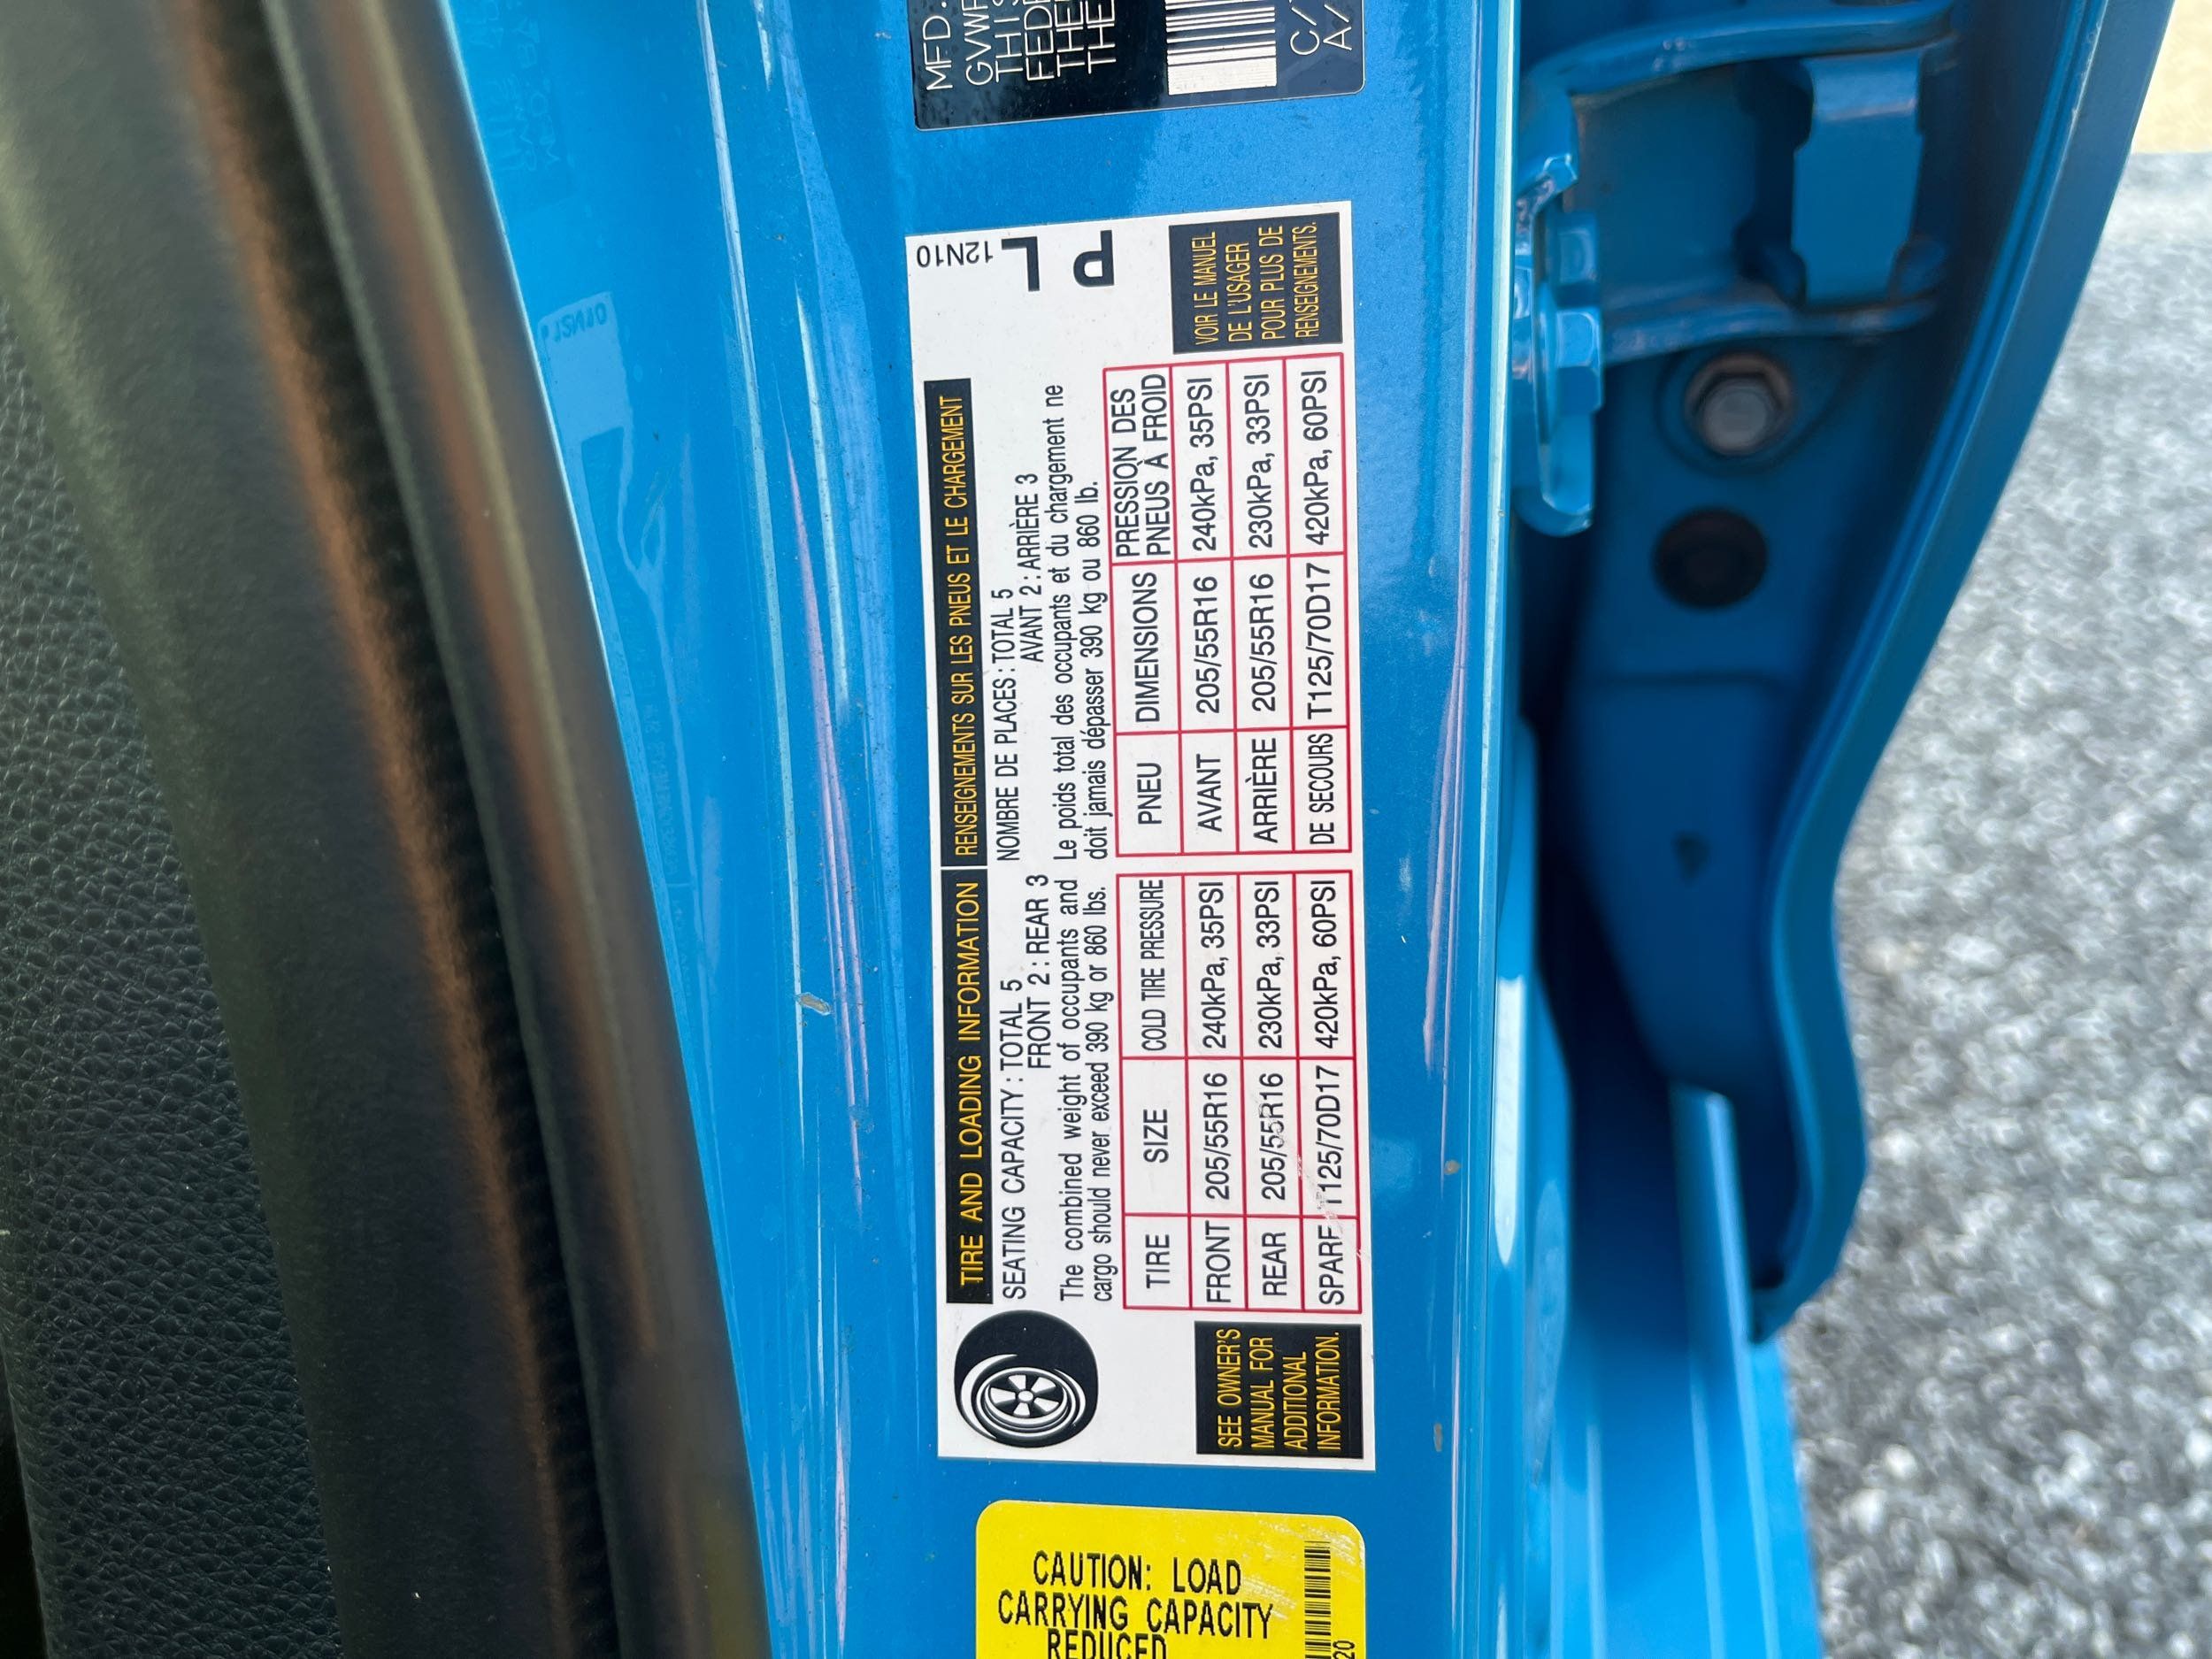 MFD.
GVWR
THIS
FEDE
THE
THE
C/
A/
12N10
PL
TIRE AND LOADING INFORMATION
SEATING CAPACITY : TOTAL 5
FRONT 2 : REAR 3
The combined weight of occupants and
cargo should never exceed 390 kg or 860 lbs.
TIRE SIZE COLD TIRE PRESSURE
FRONT 205/55R16 240kPa, 35PSI
REAR 205/55R16 230kPa, 33PSI
SPARE T125/70D17 420kPa, 60PSI
SEE OWNER'S
MANUAL FOR
ADDITIONAL
INFORMATION.
RENSEIGNEMENTS SUR LES PNEUS ET LE CHARGEMENT
NOMBRE DE PLACES : TOTAL 5
AVANT 2 : ARRIÈRE 3
Le poids total des occupants et du chargement ne
doit jamais dépasser 390 kg ou 860 lb.
PNEU DIMENSIONS PRESSION DES
PNEUS À FROID
AVANT 205/55R16 240kPa, 35PSI
ARRIÈRE 205/55R16 230kPa, 33PSI
DE SECOURS T125/70D17 420kPa, 60PSI
VOIR LE MANUEL
DE L'USAGER
POUR PLUS DE
RENSEIGNEMENTS.
CAUTION: LOAD
CARRYING CAPACITY
REDUCED
20